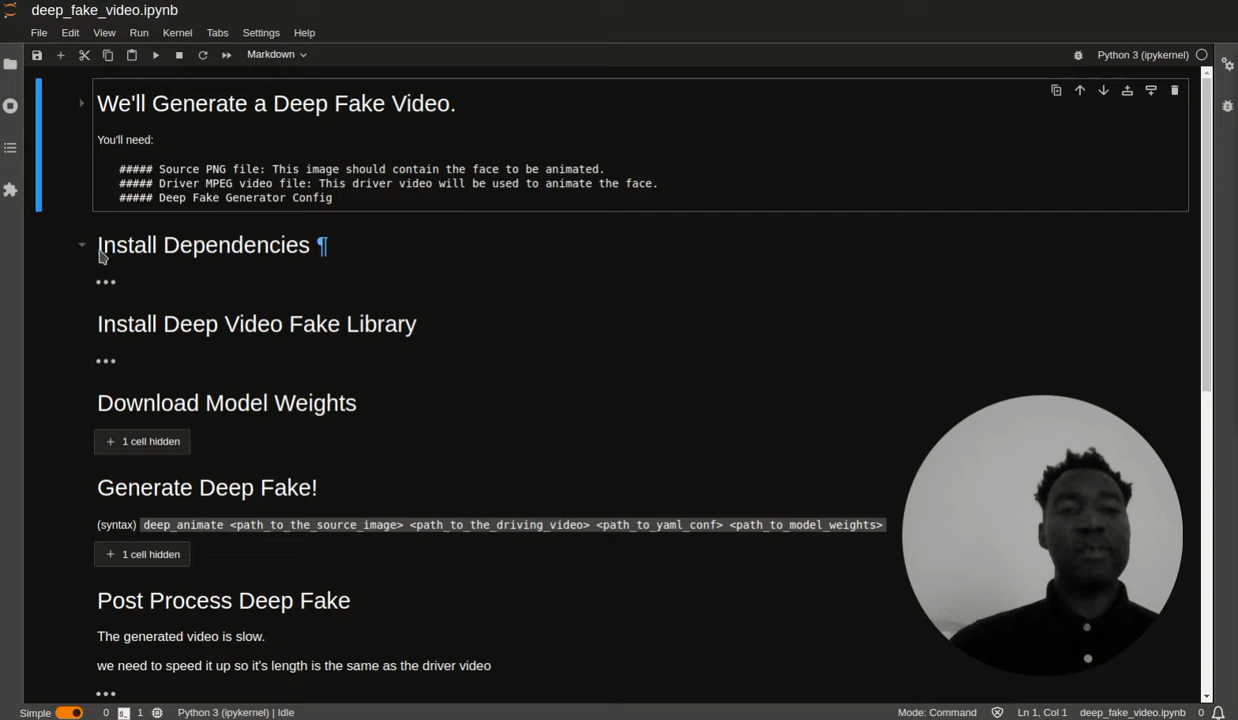 deep_fake_video.ipynb
File Edit View Run Kernel Tabs Settings Help
Markdown
Python 3 (ipykernel)
We'll Generate a Deep Fake Video.
You'll need:
##### Source PNG file: This image should contain the face to be animated.
##### Driver MPEG video file: This driver video will be used to animate the face.
##### Deep Fake Generator Config
Install Dependencies ¶
Install Deep Video Fake Library
Download Model Weights
+ 1 cell hidden
Generate Deep Fake!
(syntax) deep_animate <path_to_the_source_image> <path_to_the_driving_video> <path_to_yaml_conf> <path_to_model_weights>
+ 1 cell hidden
Post Process Deep Fake
The generated video is slow.
we need to speed it up so it's length is the same as the driver video
Simple 0 $_ 1 Python 3 (ipykernel) | Idle Mode: Command Ln 1, Col 1 deep_fake_video.ipynb 0